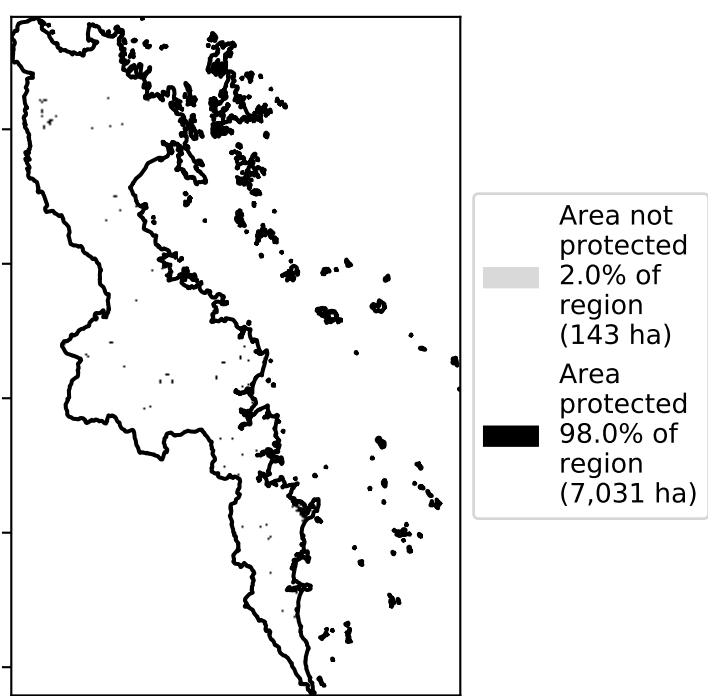 Area not
protected
2.0% of
region
(143 ha)
Area
protected
98.0% of
region
(7,031 ha)